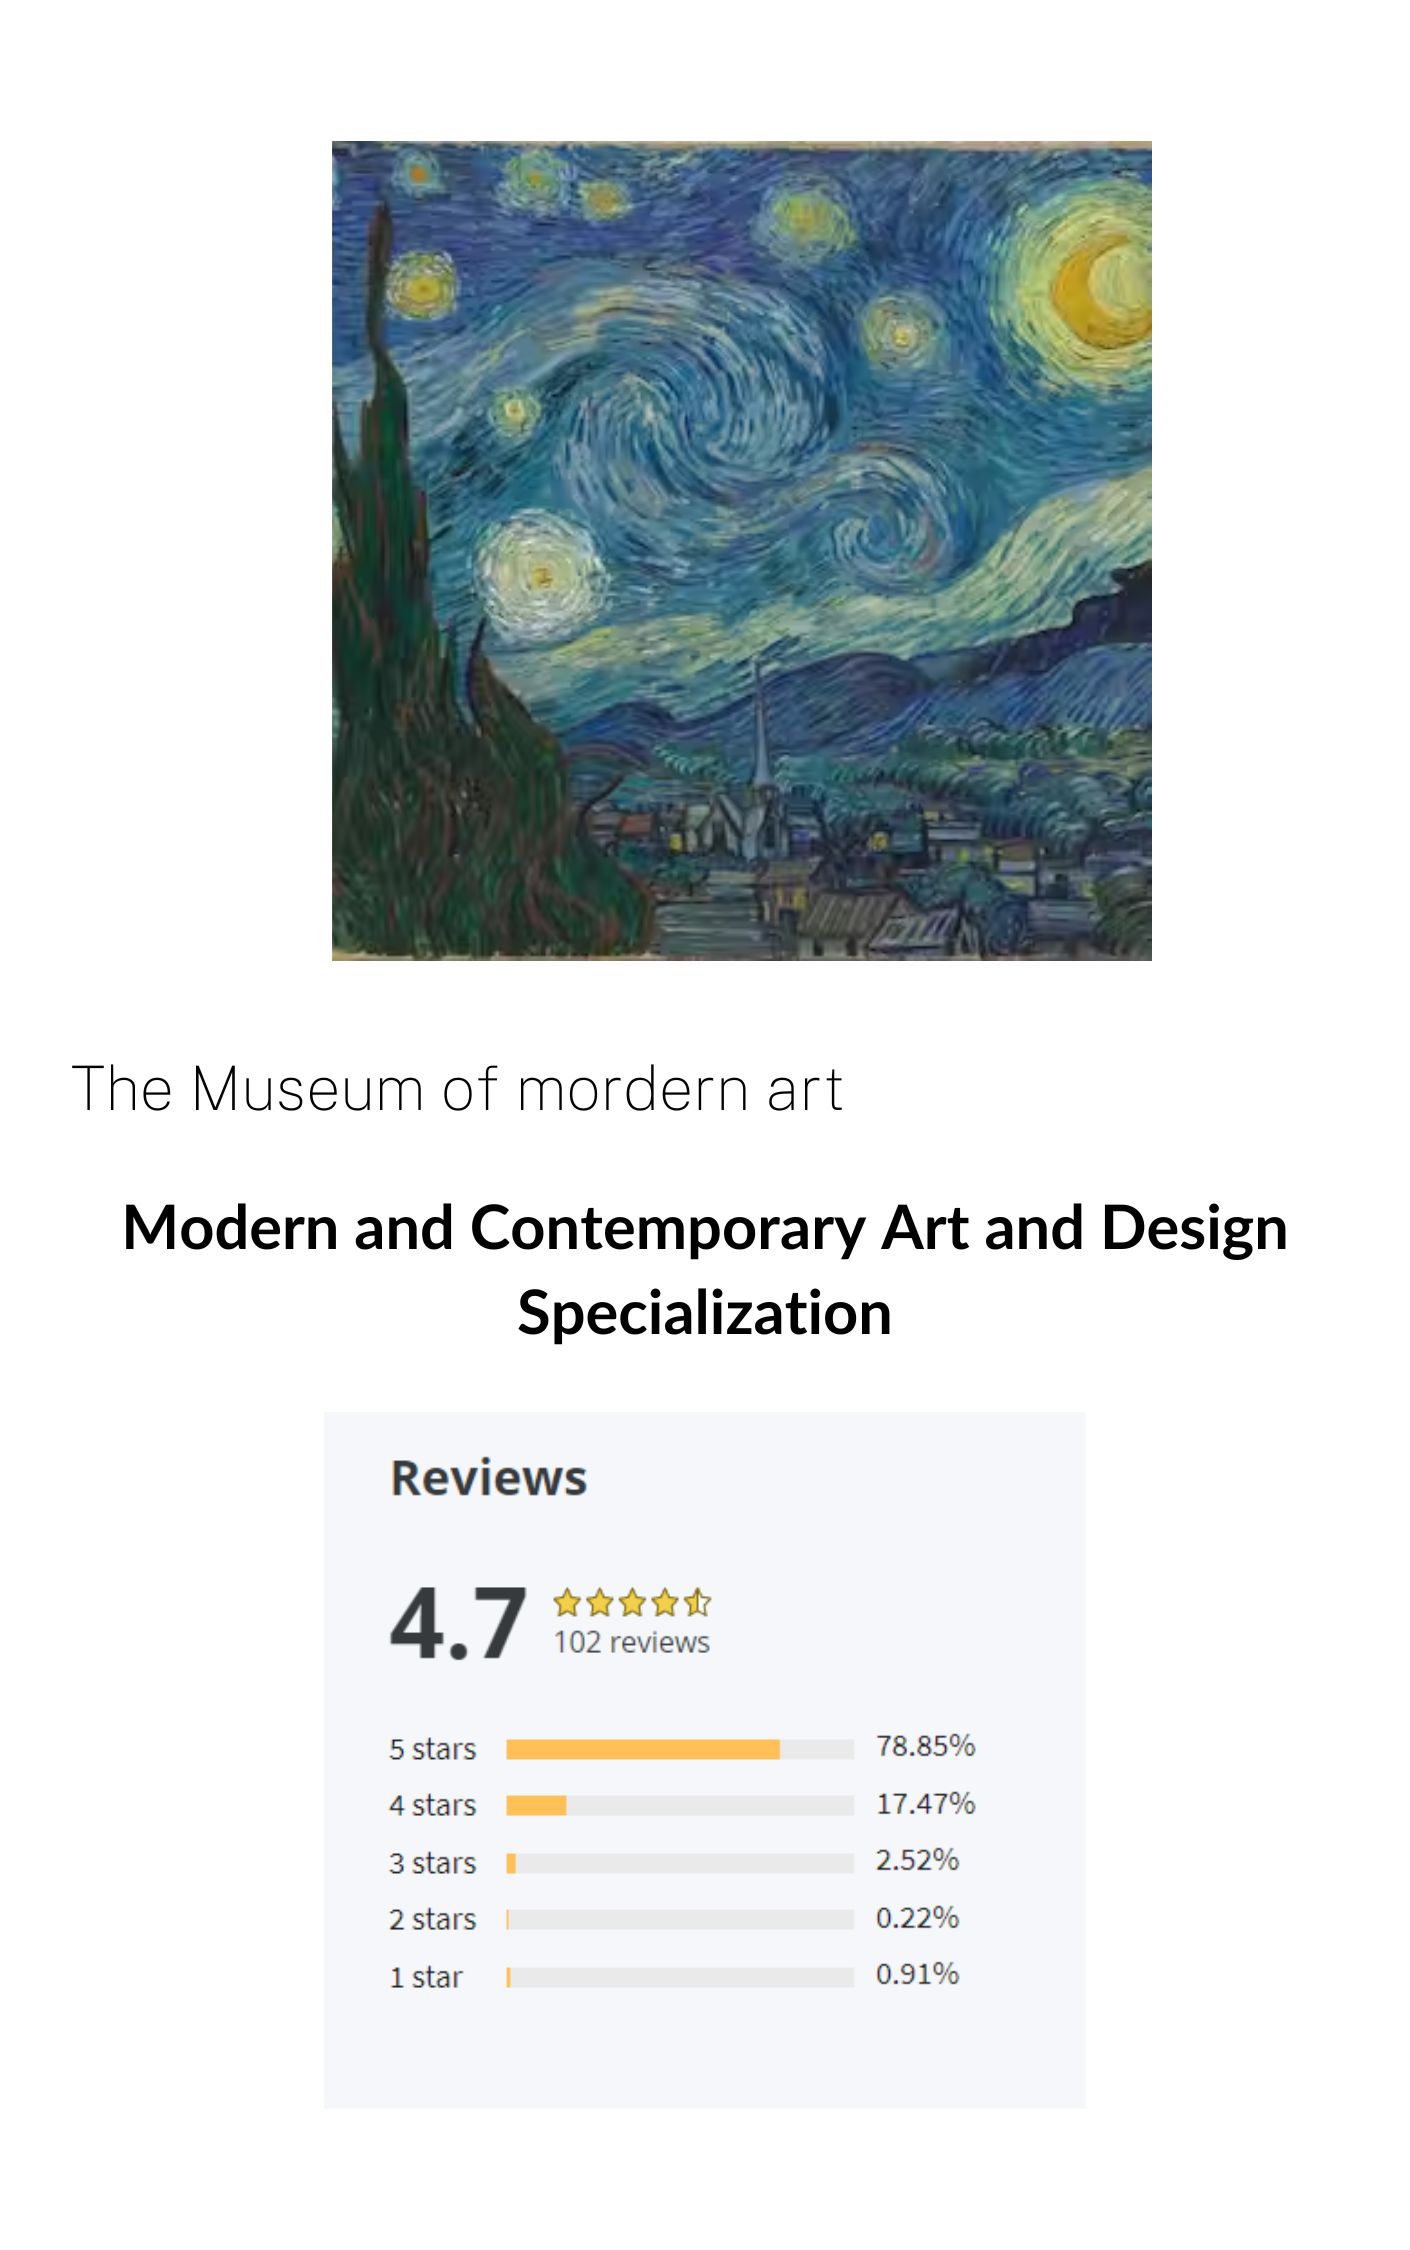 The Museum of mordern art
Modern and Contemporary Art and Design
Specialization
Reviews
4.7
102 reviews
5 stars 78.85%
4 stars 17.47%
3 stars 2.52%
2 stars 0.22%
1 star 0.91%